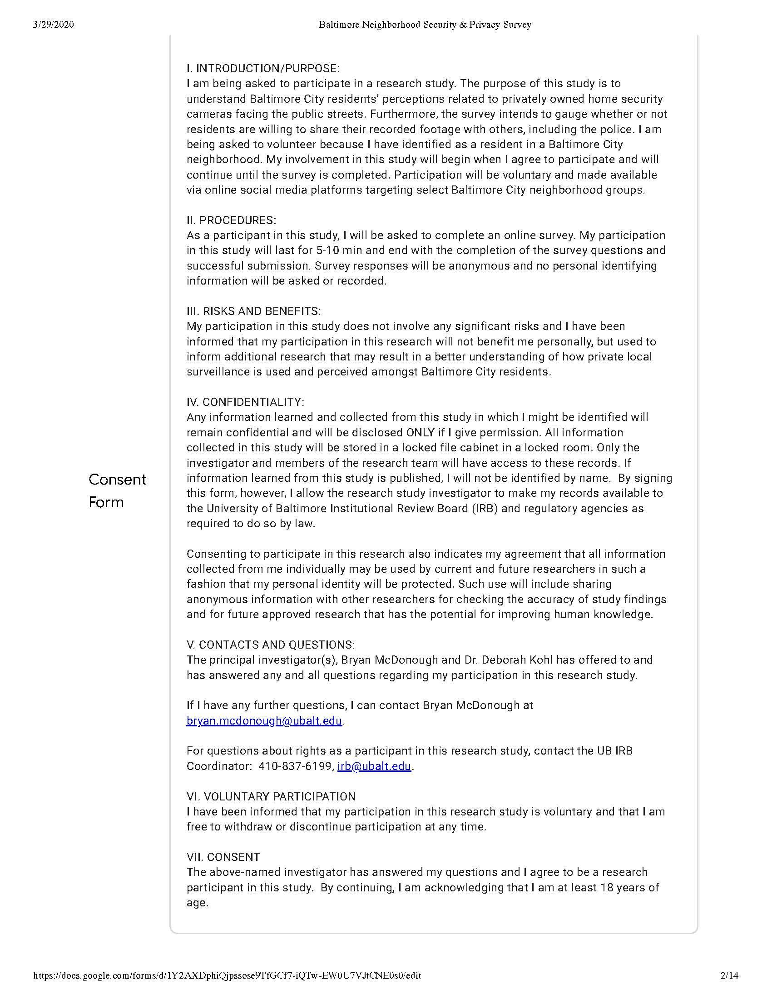 3/29/2020
Baltimore Neighborhood Security & Privacy Survey
I. INTRODUCTION/PURPOSE:
I am being asked to participate in a research study. The purpose of this study is to
understand Baltimore City residents’ perceptions related to privately owned home security
cameras facing the public streets. Furthermore, the survey intends to gauge whether or not
residents are willing to share their recorded footage with others, including the police. I am
being asked to volunteer because I have identified as a resident in a Baltimore City
neighborhood. My involvement in this study will begin when I agree to participate and will
continue until the survey is completed. Participation will be voluntary and made available
via online social media platforms targeting select Baltimore City neighborhood groups.
II. PROCEDURES:
As a participant in this study, I will be asked to complete an online survey. My participation
in this study will last for 5-10 min and end with the completion of the survey questions and
successful submission. Survey responses will be anonymous and no personal identifying
information will be asked or recorded.
III. RISKS AND BENEFITS:
My participation in this study does not involve any significant risks and I have been
informed that my participation in this research will not benefit me personally, but used to
inform additional research that may result in a better understanding of how private local
surveillance is used and perceived amongst Baltimore City residents.
IV. CONFIDENTIALITY:
Any information learned and collected from this study in which I might be identified will
remain confidential and will be disclosed ONLY if I give permission. All information
collected in this study will be stored in a locked file cabinet in a locked room. Only the
investigator and members of the research team will have access to these records. If
information learned from this study is published, I will not be identified by name.  By signing
this form, however, I allow the research study investigator to make my records available to
the University of Baltimore Institutional Review Board (IRB) and regulatory agencies as
required to do so by law.
Consent
Form
Consenting to participate in this research also indicates my agreement that all information
collected from me individually may be used by current and future researchers in such a
fashion that my personal identity will be protected. Such use will include sharing
anonymous information with other researchers for checking the accuracy of study findings
and for future approved research that has the potential for improving human knowledge.
V. CONTACTS AND QUESTIONS:
The principal investigator(s), Bryan McDonough and Dr. Deborah Kohl has offered to and
has answered any and all questions regarding my participation in this research study.
If I have any further questions, I can contact Bryan McDonough at
bryan.mcdonough@ubalt.edu.
For questions about rights as a participant in this research study, contact the UB IRB
Coordinator:  410-837-6199, irb@ubalt.edu.
VI. VOLUNTARY PARTICIPATION
I have been informed that my participation in this research study is voluntary and that I am
free to withdraw or discontinue participation at any time.
VII. CONSENT
The above-named investigator has answered my questions and I agree to be a research
participant in this study.  By continuing, I am acknowledging that I am at least 18 years of
age.
https://docs.google.com/forms/d/1Y2AXDphiQjpssose9TfGCf7-iQTw-EW0U7VJtCNE0s0/edit
2/14